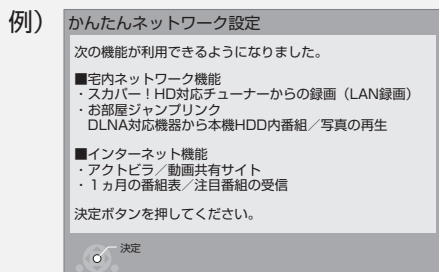 例）
かんたんネットワーク設定
次の機能が利用できるようになりました。
■宅内ネットワーク機能
・スカパー！HD対応チューナーからの録画（LAN録画）
・お部屋ジャンプリンク
DLNA対応機器から本機HDD内番組／写真の再生
■インターネット機能
・アクトビラ／動画共有サイト
・１ヵ月の番組表／注目番組の受信
決定ボタンを押してください。
決定